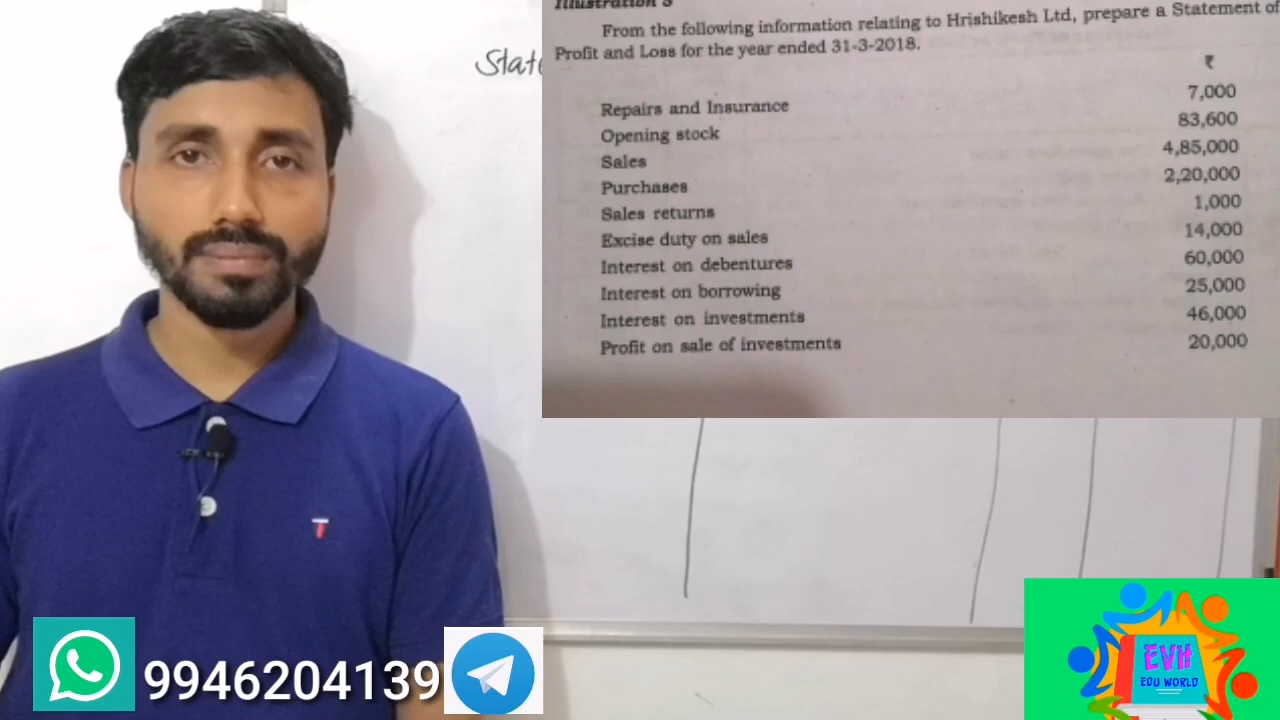 Illustration 5
From the following information relating to Hrishikesh Ltd, prepare a Statement of
Profit and Loss for the year ended 31-3-2018.
₹
Repairs and Insurance 7,000
Opening stock 83,600
Sales 4,85,000
Purchases 2,20,000
Sales returns 1,000
Excise duty on sales 14,000
Interest on debentures 60,000
Interest on borrowing 25,000
Interest on investments 46,000
Profit on sale of investments 20,000
State
9946204139
EVH
EDU WORLD